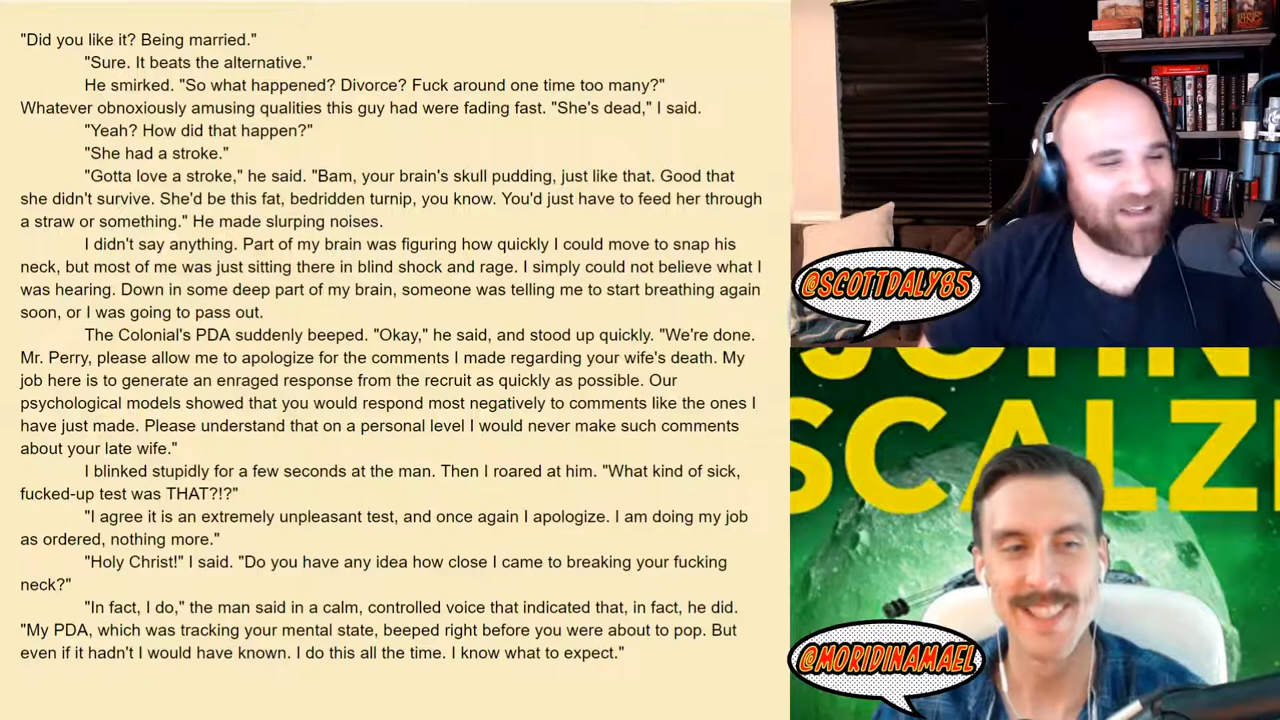 "Did you like it? Being married."
"Sure. It beats the alternative."
He smirked. "So what happened? Divorce? Fuck around one time too many?"
Whatever obnoxiously amusing qualities this guy had were fading fast. "She's dead," I said.
"Yeah? How did that happen?"
"She had a stroke."
"Gotta love a stroke," he said. "Bam, your brain's skull pudding, just like that. Good that
she didn't survive. She'd be this fat, bedridden turnip, you know. You'd just have to feed her through
a straw or something." He made slurping noises.
I didn't say anything. Part of my brain was figuring how quickly I could move to snap his
neck, but most of me was just sitting there in blind shock and rage. I simply could not believe what I
was hearing. Down in some deep part of my brain, someone was telling me to start breathing again
soon, or I was going to pass out.
The Colonial's PDA suddenly beeped. "Okay," he said, and stood up quickly. "We're done.
Mr. Perry, please allow me to apologize for the comments I made regarding your wife's death. My
job here is to generate an enraged response from the recruit as quickly as possible. Our
psychological models showed that you would respond most negatively to comments like the ones I
have just made. Please understand that on a personal level I would never make such comments
about your late wife."
I blinked stupidly for a few seconds at the man. Then I roared at him. "What kind of sick,
fucked-up test was THAT?!?"
"I agree it is an extremely unpleasant test, and once again I apologize. I am doing my job
as ordered, nothing more."
"Holy Christ!" I said. "Do you have any idea how close I came to breaking your fucking
neck?"
"In fact, I do," the man said in a calm, controlled voice that indicated that, in fact, he did.
"My PDA, which was tracking your mental state, beeped right before you were about to pop. But
even if it hadn't I would have known. I do this all the time. I know what to expect."
KING
@SCOTTDALY85
JOHN
SCALZI
@MORIDINAMAEL